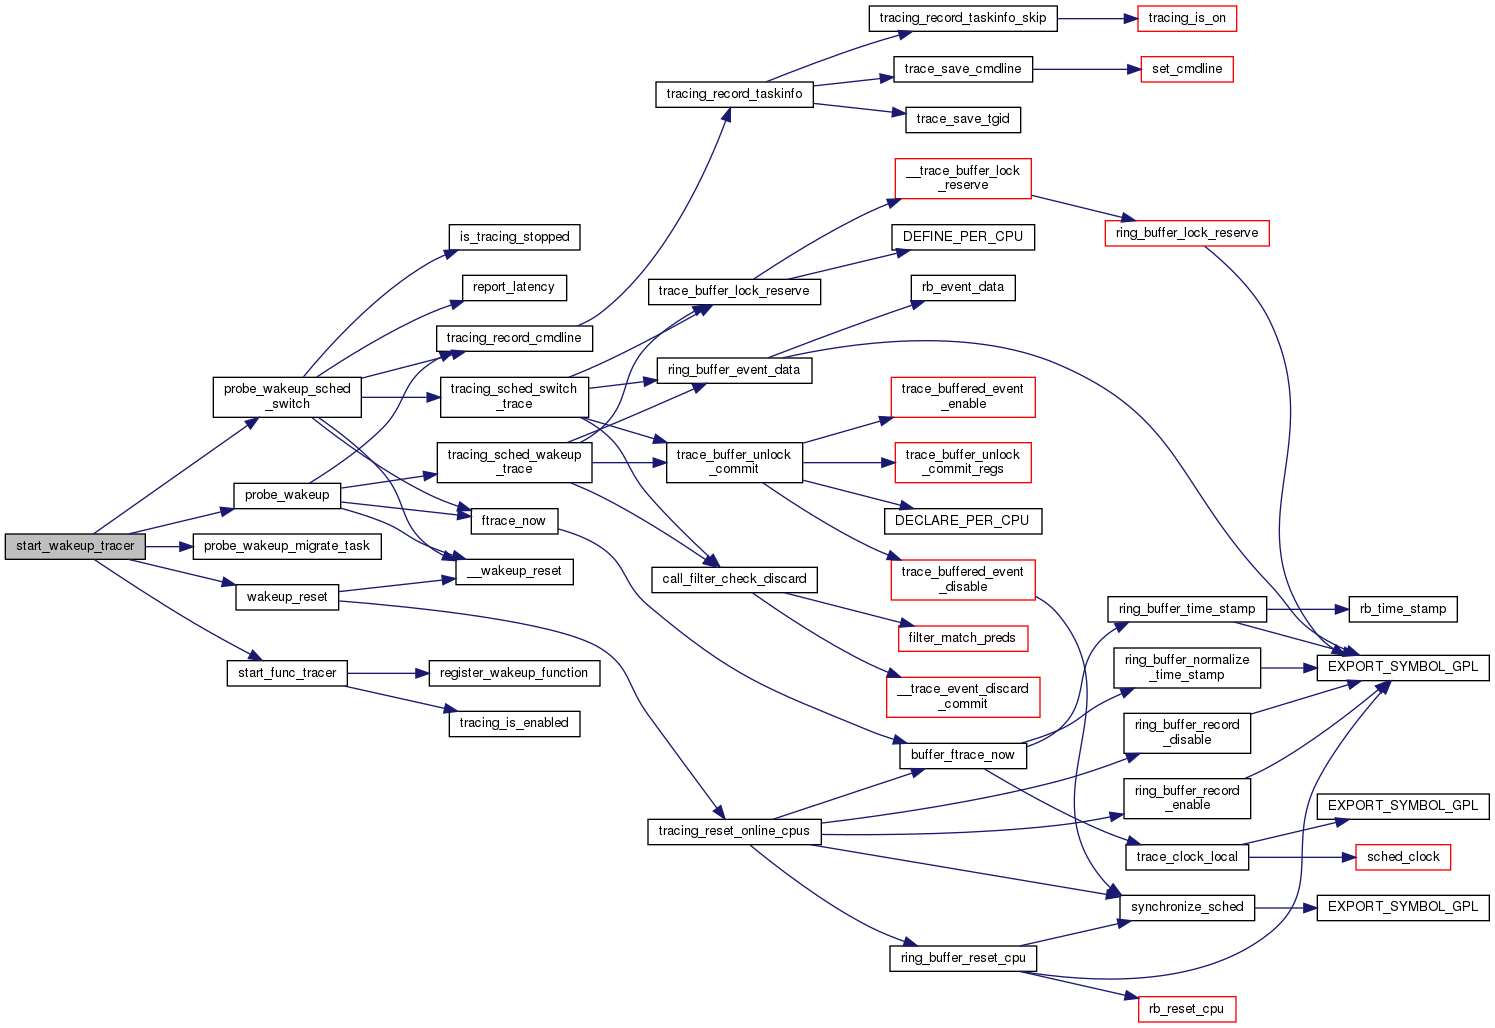 start_wakeup_tracer
probe_wakeup_sched
_switch
probe_wakeup
probe_wakeup_migrate_task
wakeup_reset
start_func_tracer
is_tracing_stopped
report_latency
tracing_record_cmdline
tracing_sched_switch
_trace
tracing_sched_wakeup
_trace
ftrace_now
__wakeup_reset
register_wakeup_function
tracing_is_enabled
tracing_record_taskinfo
trace_buffer_lock_reserve
ring_buffer_event_data
trace_buffer_unlock
_commit
call_filter_check_discard
tracing_reset_online_cpus
tracing_record_taskinfo_skip
trace_save_cmdline
trace_save_tgid
__trace_buffer_lock
_reserve
DEFINE_PER_CPU
rb_event_data
trace_buffered_event
_enable
trace_buffer_unlock
_commit_regs
DECLARE_PER_CPU
trace_buffered_event
_disable
filter_match_preds
__trace_event_discard
_commit
buffer_ftrace_now
ring_buffer_reset_cpu
tracing_is_on
set_cmdline
ring_buffer_lock_reserve
ring_buffer_time_stamp
ring_buffer_normalize
_time_stamp
ring_buffer_record
_disable
ring_buffer_record
_enable
trace_clock_local
synchronize_sched
rb_reset_cpu
rb_time_stamp
EXPORT_SYMBOL_GPL
EXPORT_SYMBOL_GPL
sched_clock
EXPORT_SYMBOL_GPL